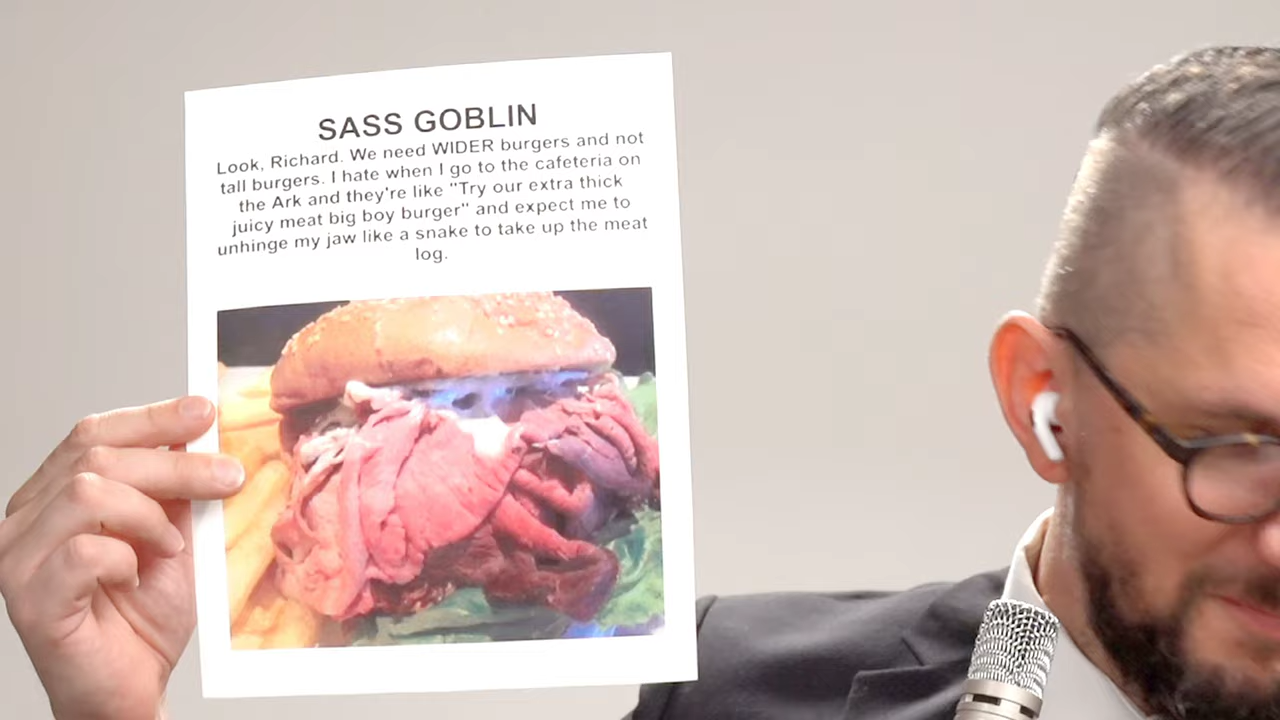 SASS GOBLIN
Look, Richard. We need WIDER burgers and not
tall burgers. I hate when I go to the cafeteria on
the Ark and they're like "Try our extra thick
juicy meat big boy burger" and expect me to
unhinge my jaw like a snake to take up the meat
log.